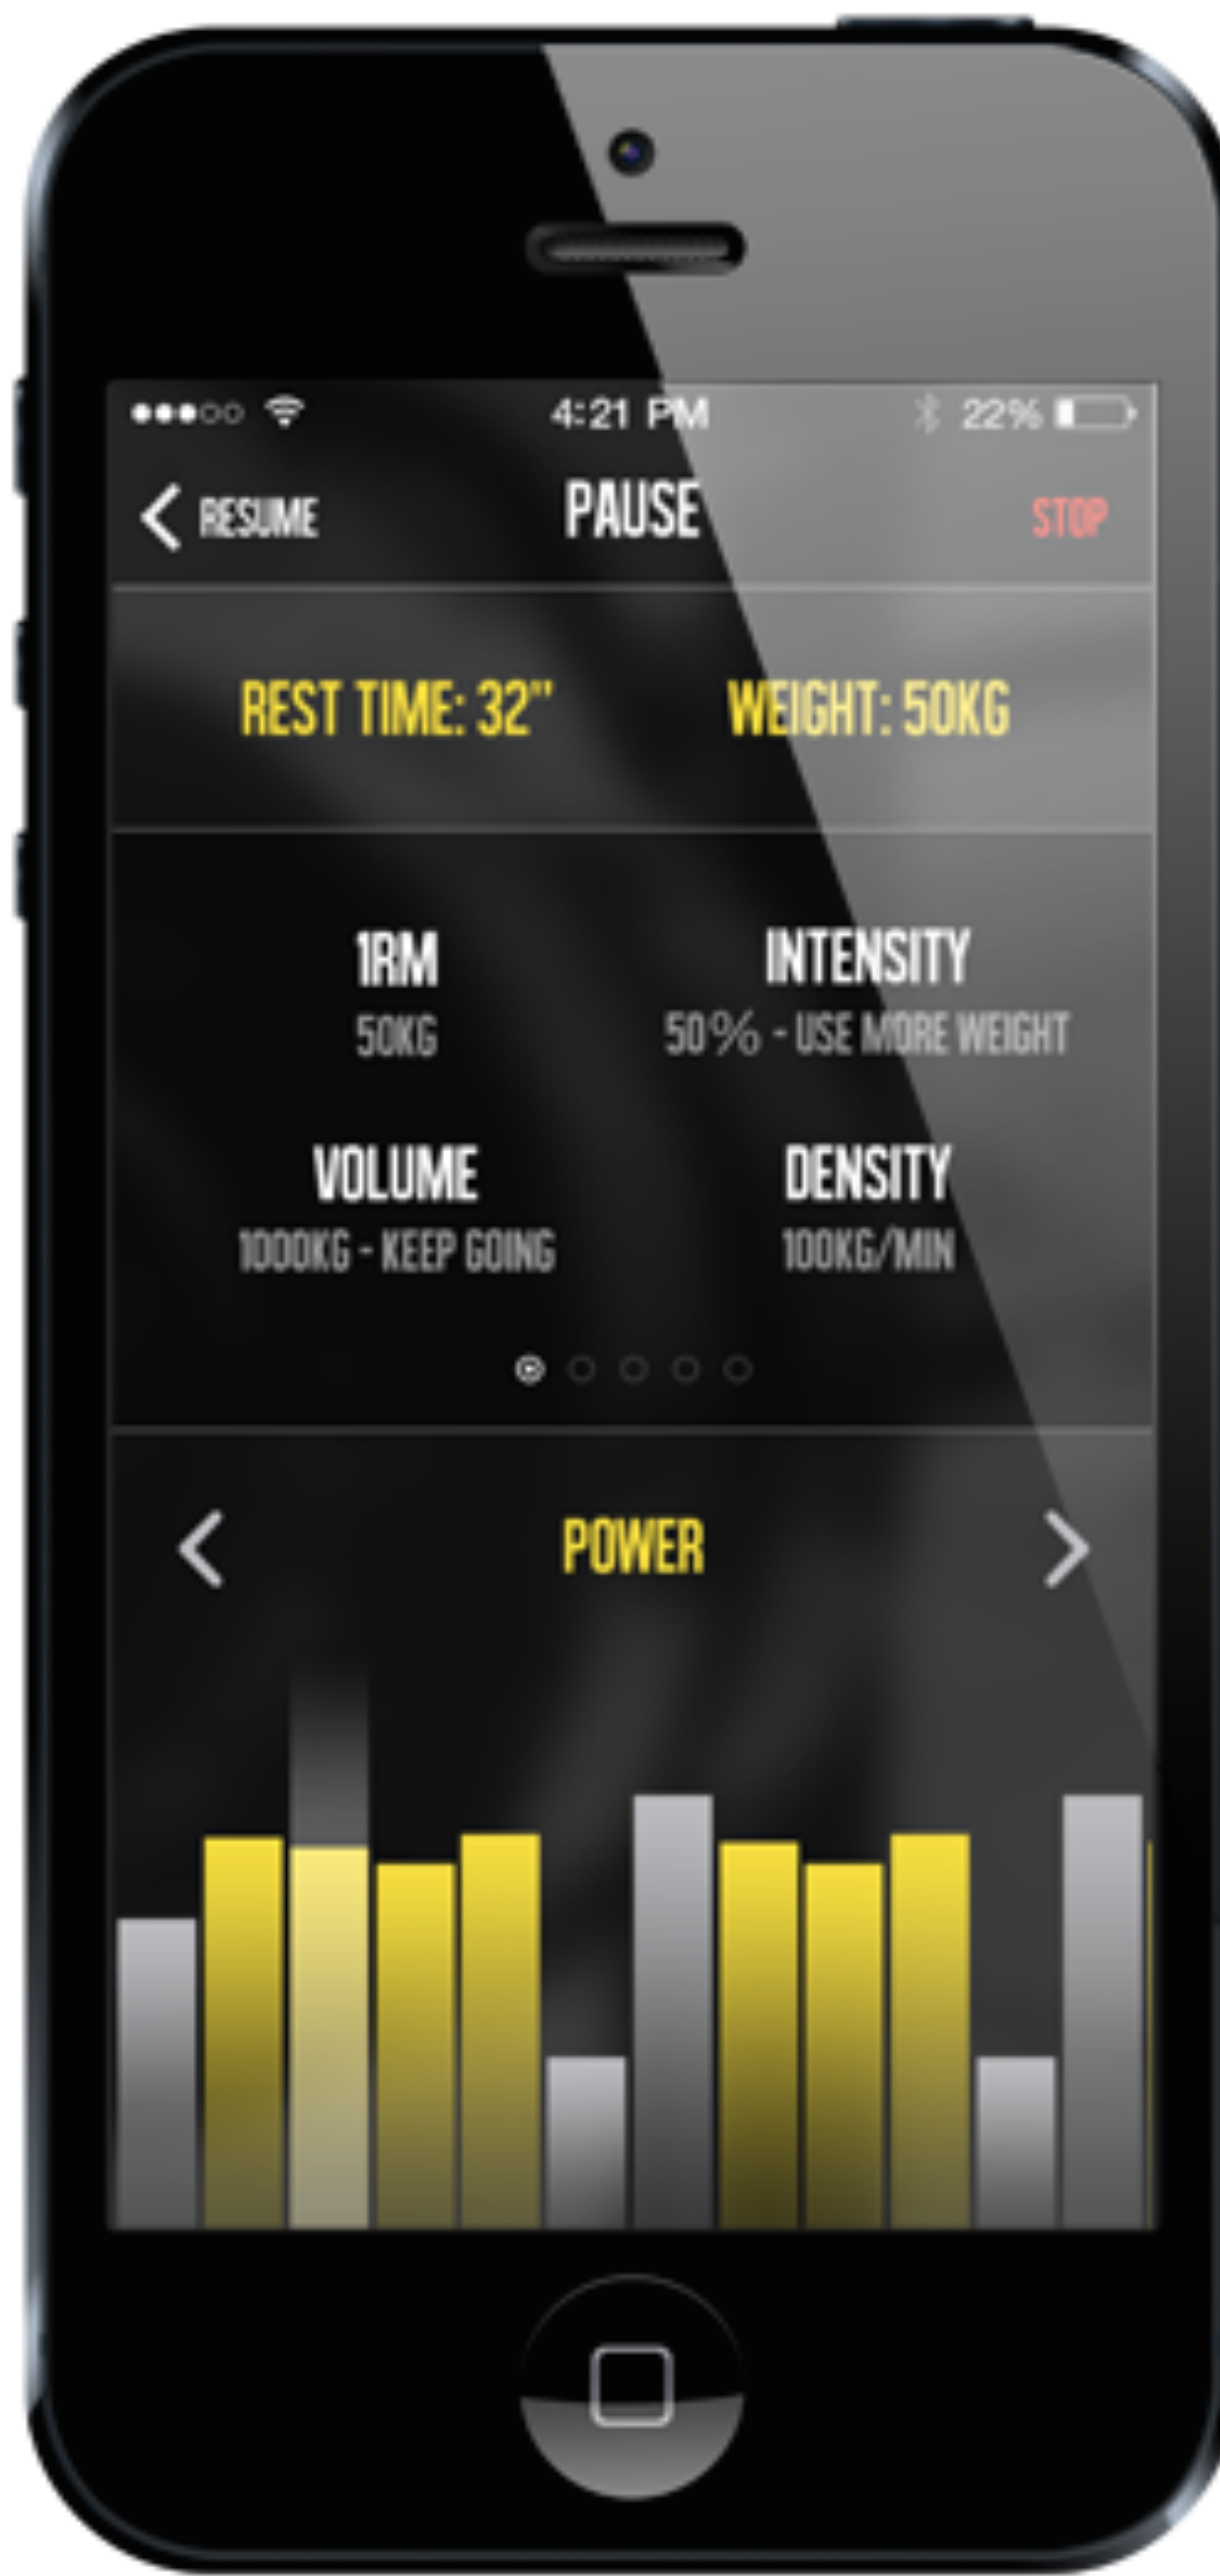 4:21 PM 22%
RESUME PAUSE STOP
REST TIME: 32" WEIGHT: 50KG
1RM INTENSITY
50KG 50% - USE MORE WEIGHT
VOLUME DENSITY
1000KG - KEEP GOING 100KG/MIN
POWER